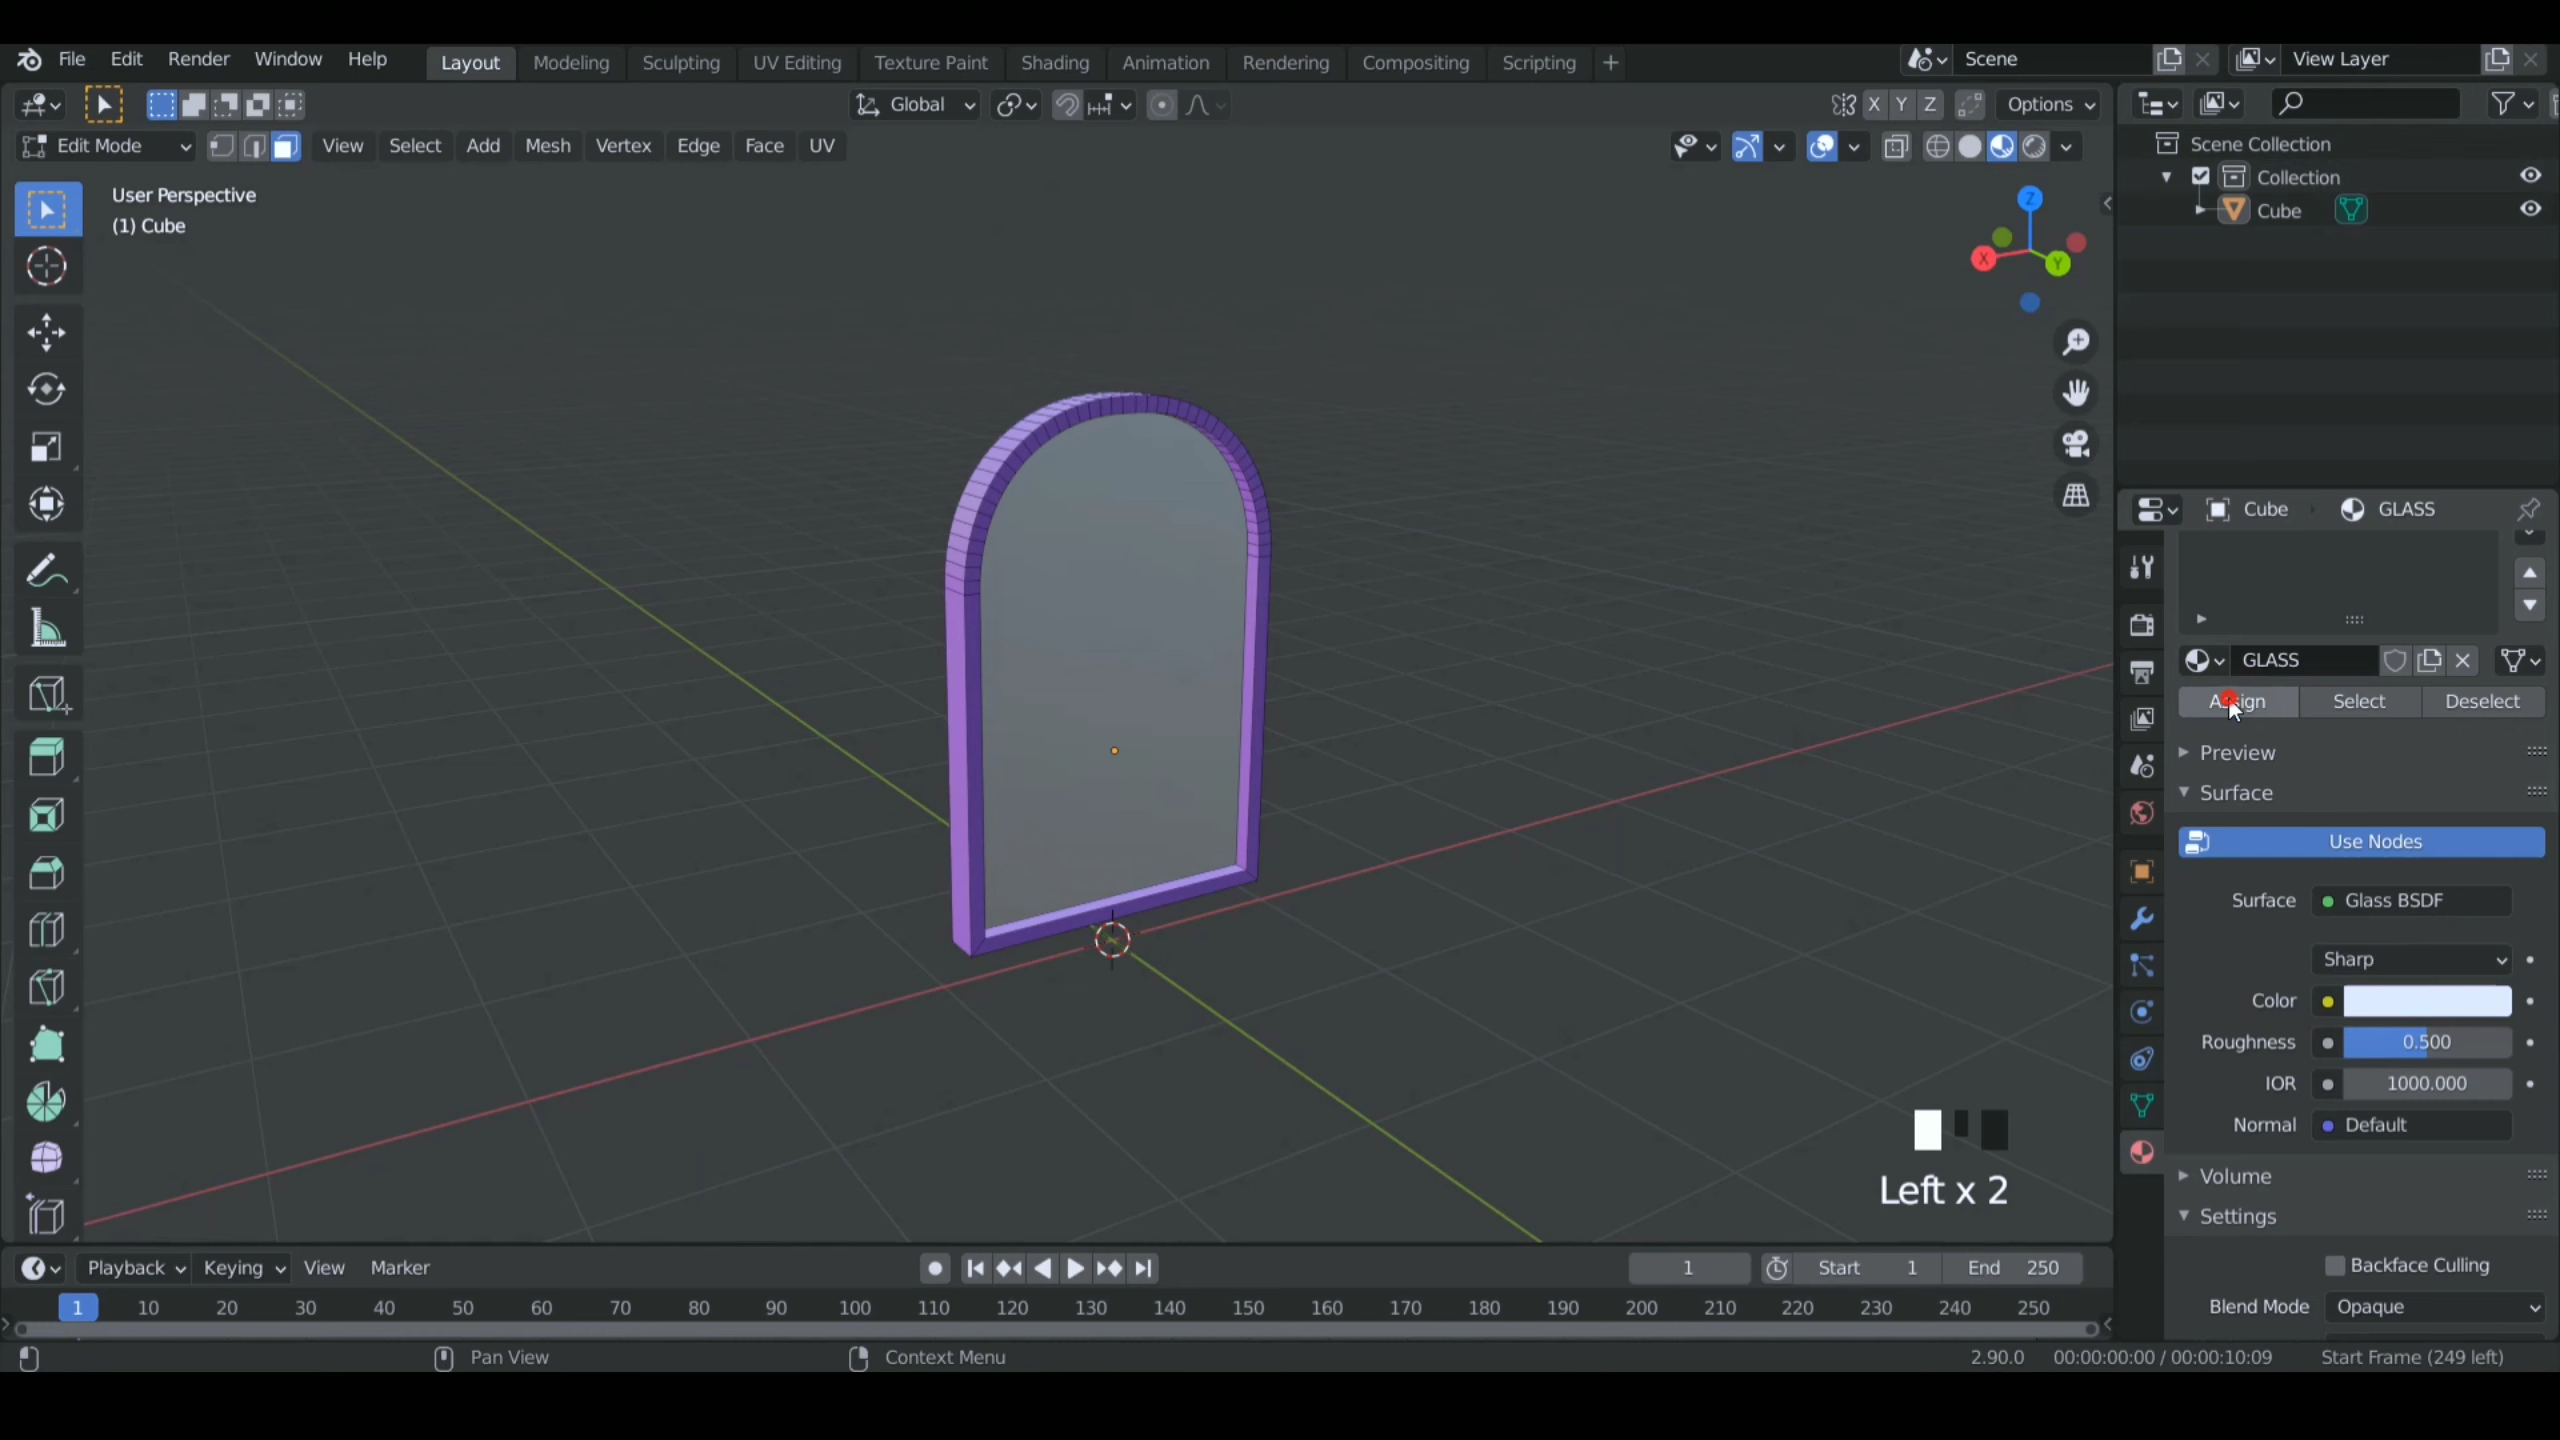 File Edit Render Window Help Layout Modeling Sculpting UV Editing Texture Paint Shading Animation Rendering Compositing Scripting + Scene View Layer
Global X Y Z Options
Edit Mode View Select Add Mesh Vertex Edge Face UV
Scene Collection
Collection
Cube
User Perspective
(1) Cube
Z
X
Y
Cube GLASS
GLASS
Assign Select Deselect
Preview
Surface
Use Nodes
Surface Glass BSDF
Sharp
Color
Roughness 0.500
IOR 1000.000
Normal Default
Volume
Settings
Backface Culling
Blend Mode Opaque
Left x 2
Playback Keying View Marker 1 Start 1 End 250
1 10 20 30 40 50 60 70 80 90 100 110 120 130 140 150 160 170 180 190 200 210 220 230 240 250
Pan View Context Menu 2.90.0 00:00:00:00 / 00:00:10:09 Start Frame (249 left)